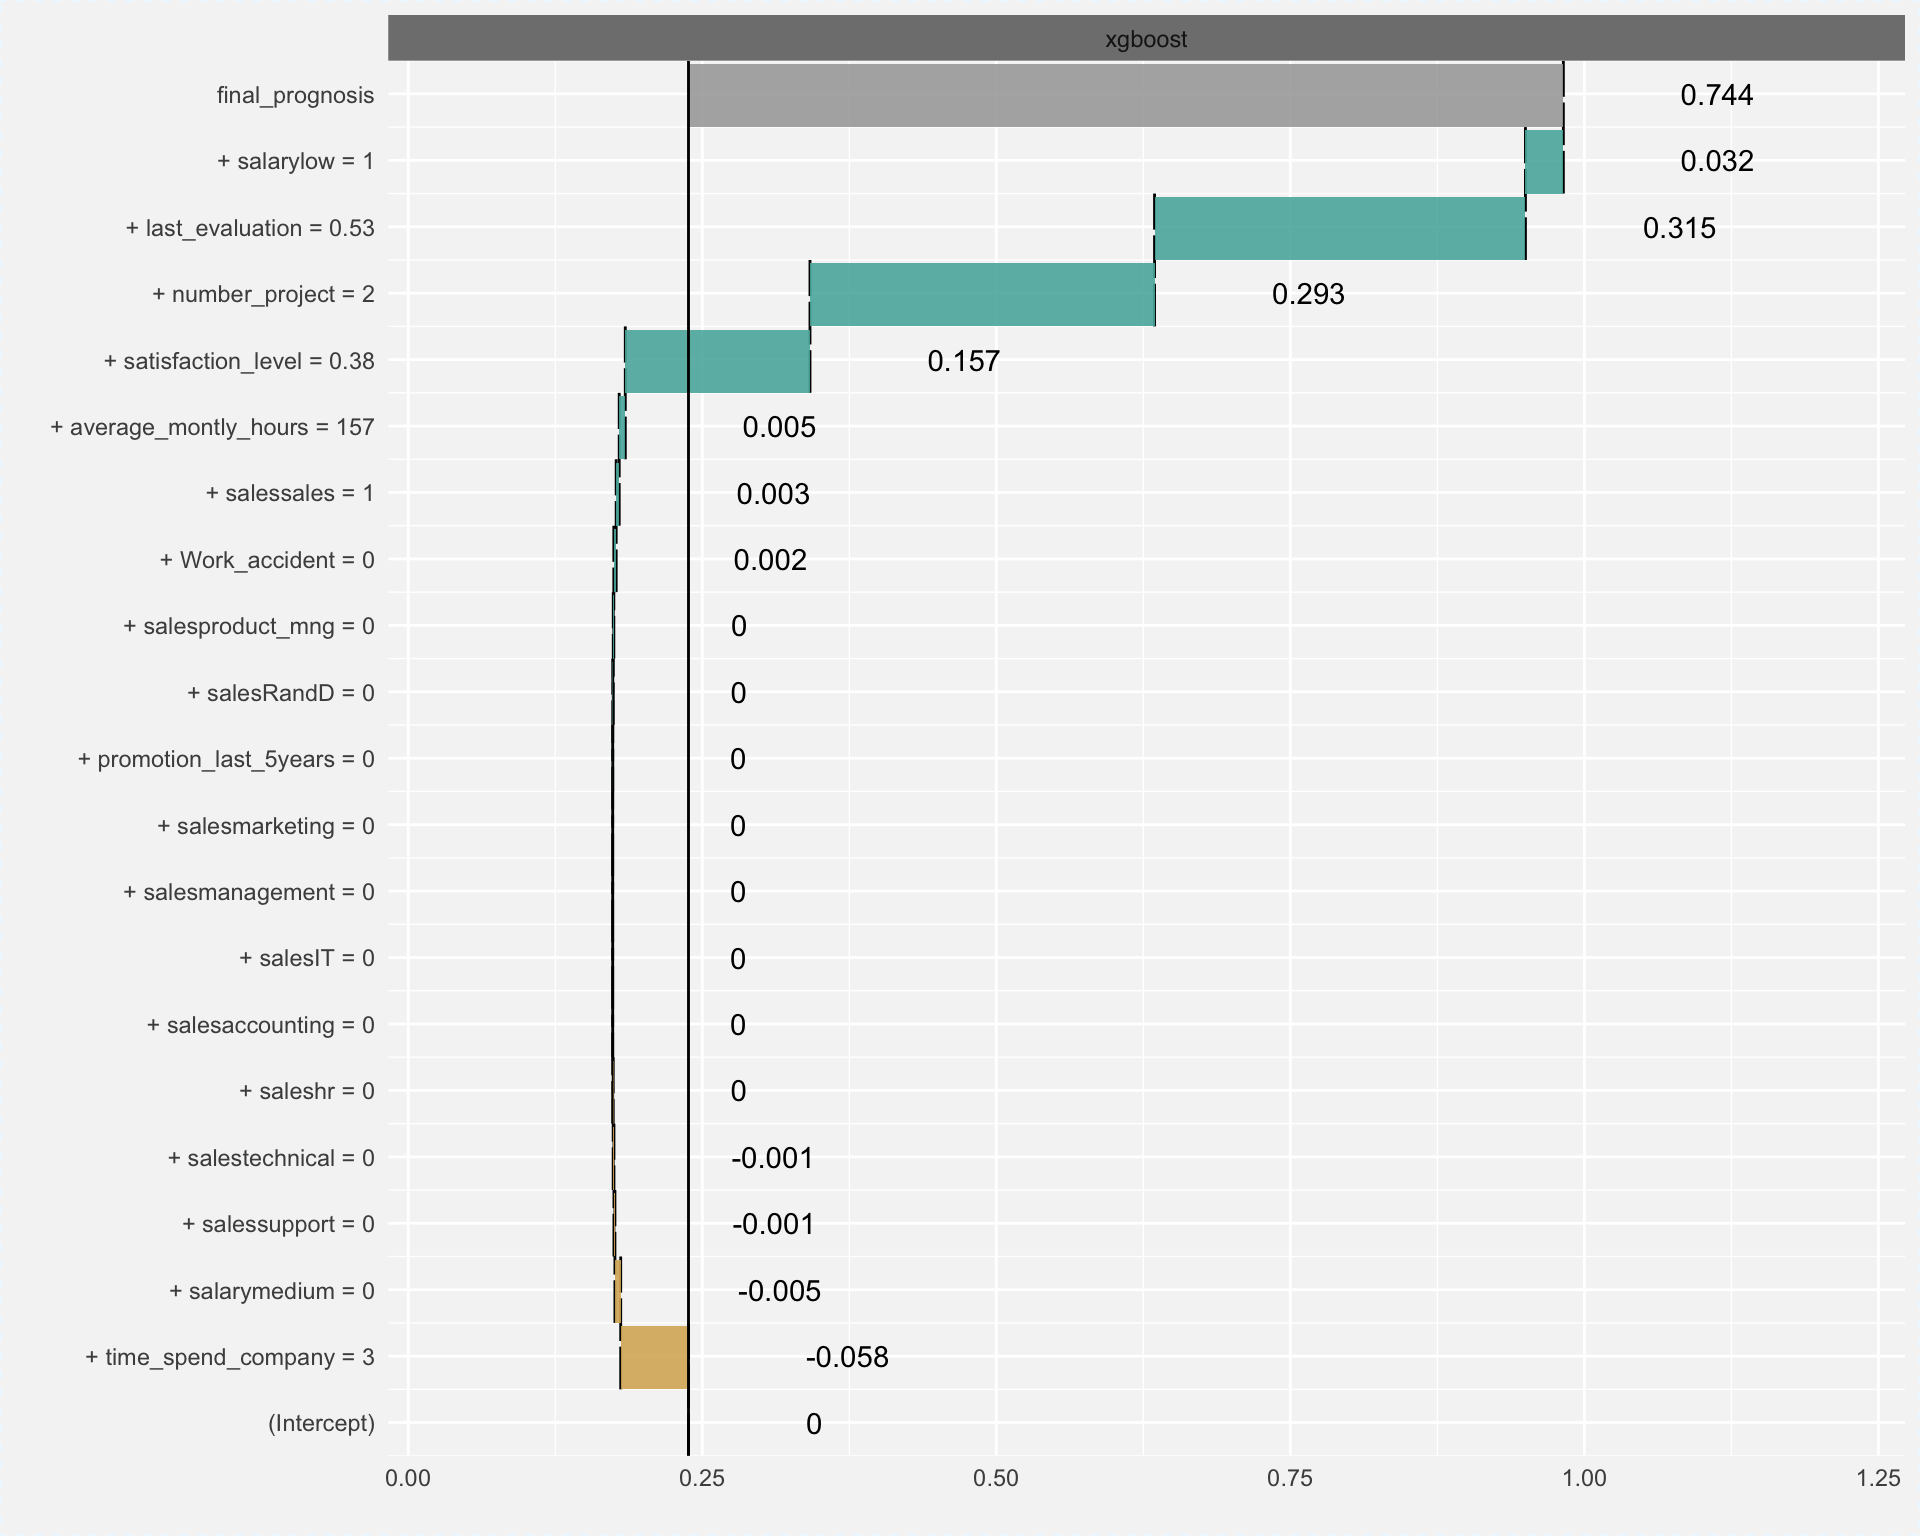 xgboost
final_prognosis 0.744
+ salarylow = 1 0.032
+ last_evaluation = 0.53 0.315
+ number_project = 2 0.293
+ satisfaction_level = 0.38 0.157
+ average_montly_hours = 157 0.005
+ salessales = 1 0.003
+ Work_accident = 0 0.002
+ salesproduct_mng = 0 0
+ salesRandD = 0 0
+ promotion_last_5years = 0 0
+ salesmarketing = 0 0
+ salesmanagement = 0 0
+ salesIT = 0 0
+ salesaccounting = 0 0
+ saleshr = 0 0
+ salestechnical = 0 -0.001
+ salessupport = 0 -0.001
+ salarymedium = 0 -0.005
+ time_spend_company = 3 -0.058
(Intercept) 0
0.00 0.25 0.50 0.75 1.00 1.25